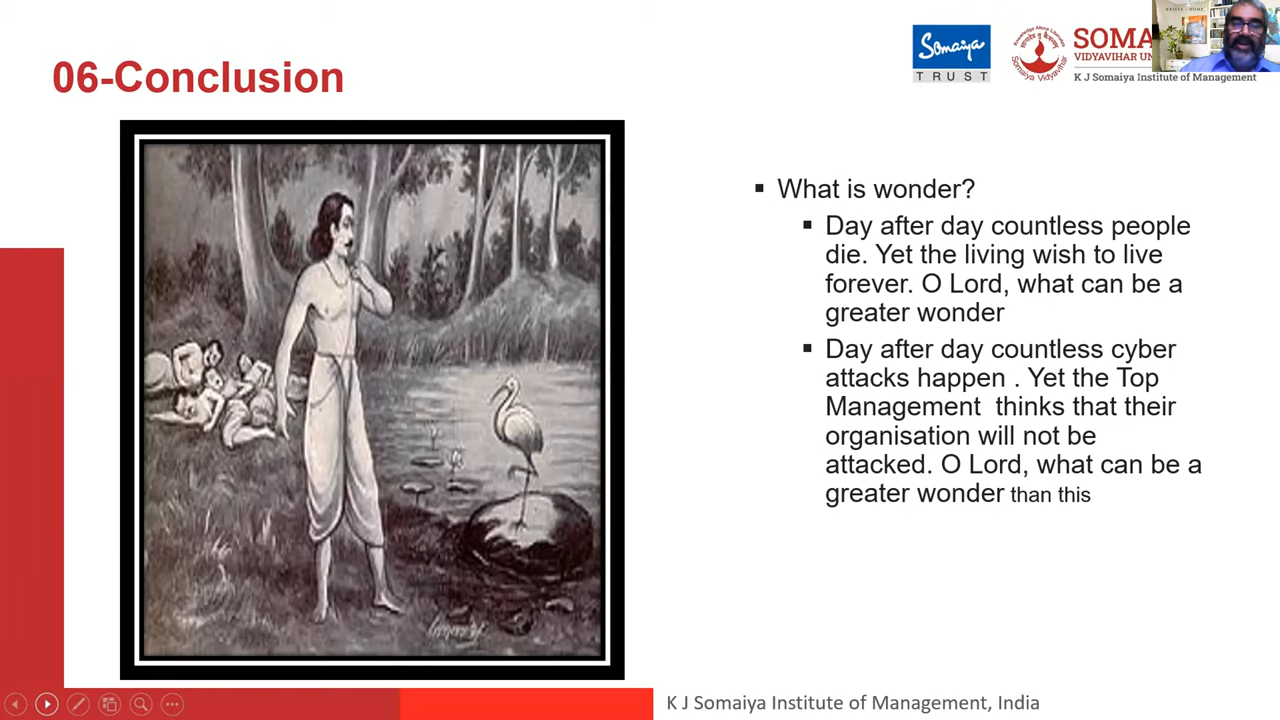 06-Conclusion
Somaiya
TRUST
Somaiya Vidyavihar
SOMA
VIDYAVIHAR UN
K J Somaiya Institute of Management
▪ What is wonder?
▪ Day after day countless people
die. Yet the living wish to live
forever. O Lord, what can be a
greater wonder
▪ Day after day countless cyber
attacks happen . Yet the Top
Management  thinks that their
organisation will not be
attacked. O Lord, what can be a
greater wonder than this
K J Somaiya Institute of Management, India